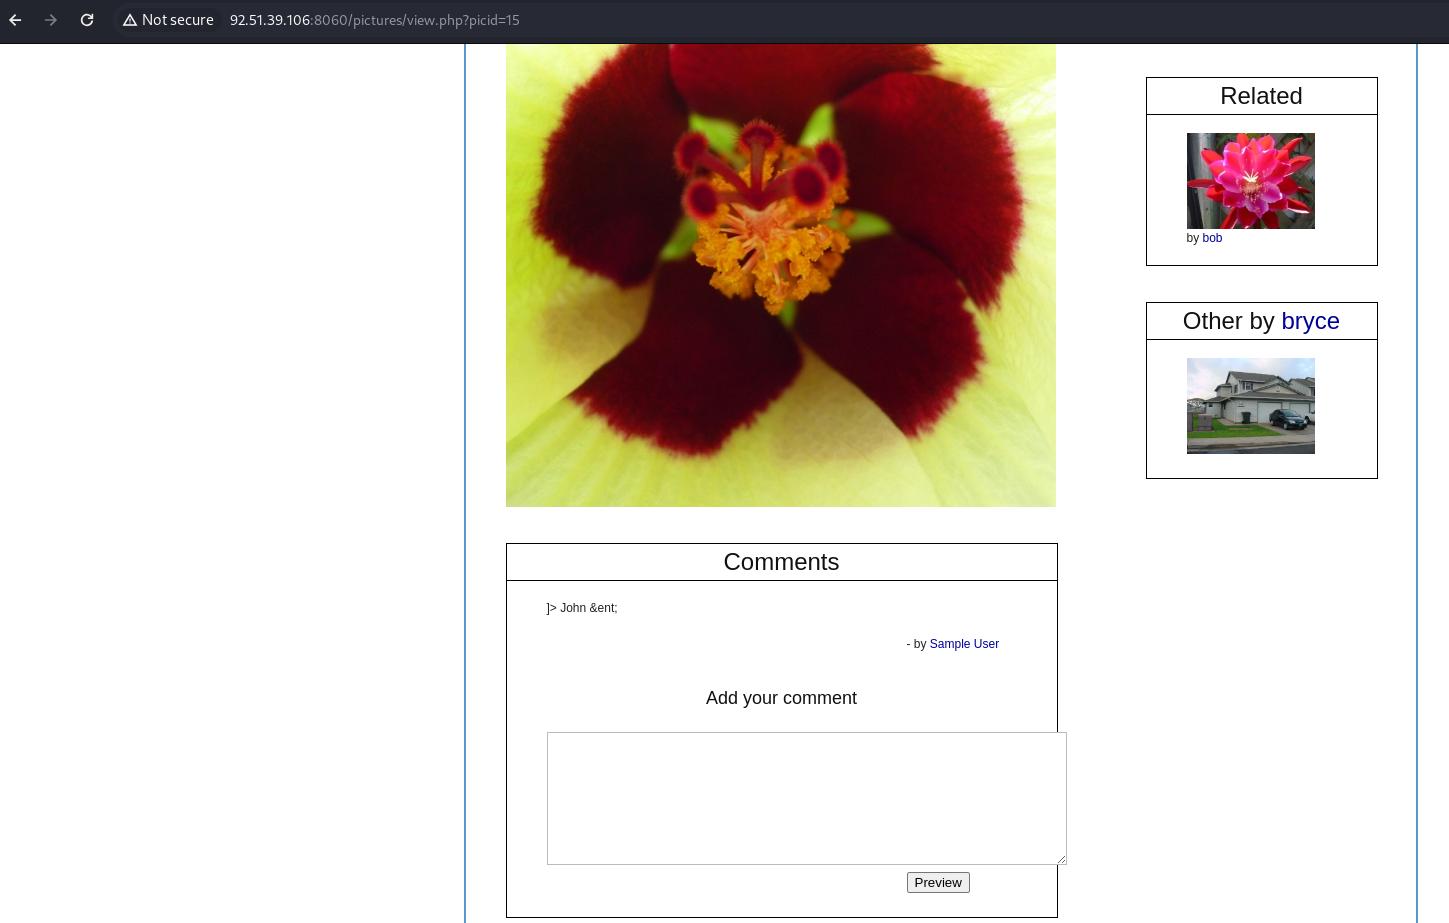 Not secure 92.51.39.106:8060/pictures/view.php?picid=15
Related
by bob
Other by bryce
Comments
]> John &ent;
- by Sample User
Add your comment
Preview